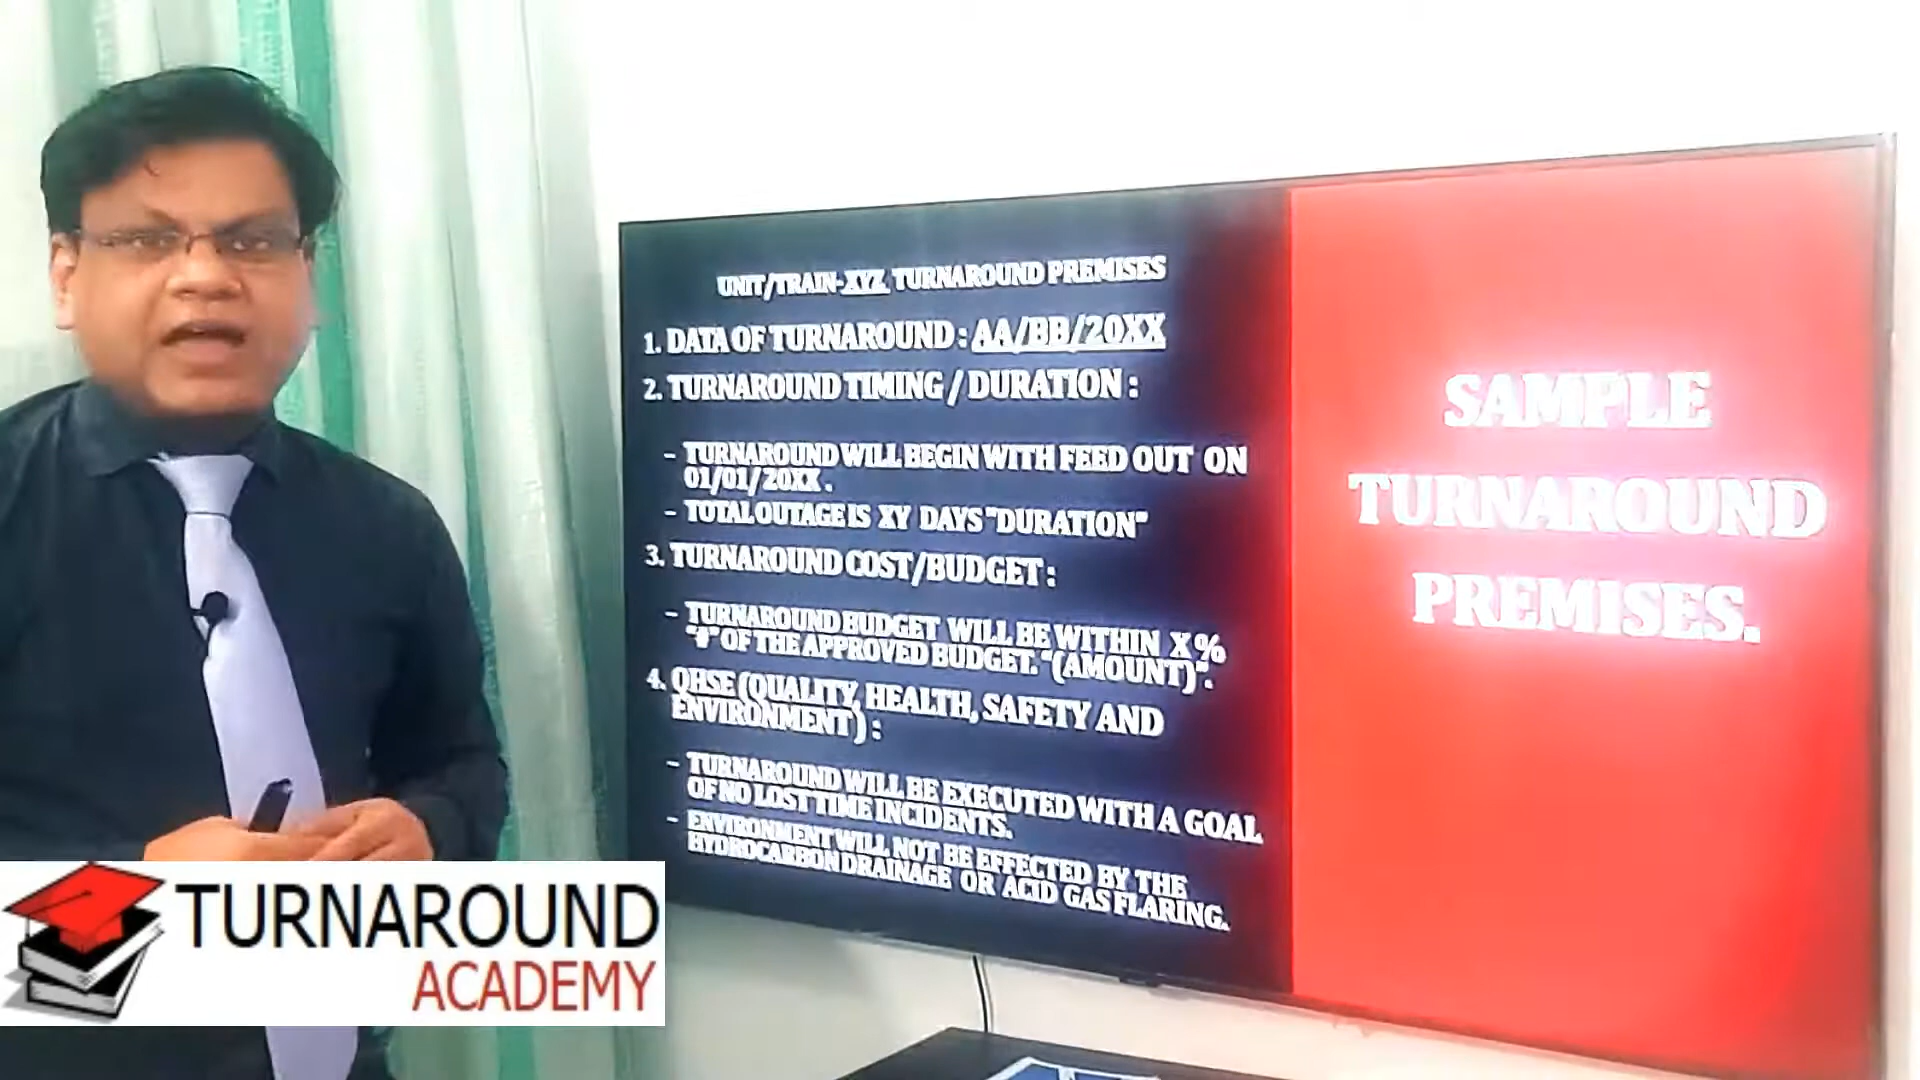 UNIT/TRAIN-XYZ TURNAROUND PREMISES
1. DATA OF TURNAROUND : AA/BB/20XX
2. TURNAROUND TIMING / DURATION :
- TURNAROUND WILL BEGIN WITH FEED OUT ON
01/01/20XX .
- TOTAL OUTAGE IS XY DAYS "DURATION"
3. TURNAROUND COST/BUDGET :
- TURNAROUND BUDGET WILL BE WITHIN X %
OF THE APPROVED BUDGET. "(AMOUNT)".
4. QHSE (QUALITY, HEALTH, SAFETY AND
ENVIRONMENT) :
- TURNAROUND WILL BE EXECUTED WITH A GOAL
OF NO LOST TIME INCIDENTS.
- ENVIRONMENT WILL NOT BE EFFECTED BY THE
HYDROCARBON DRAINAGE OR ACID GAS FLARING.
SAMPLE
TURNAROUND
PREMISES.
TURNAROUND
ACADEMY